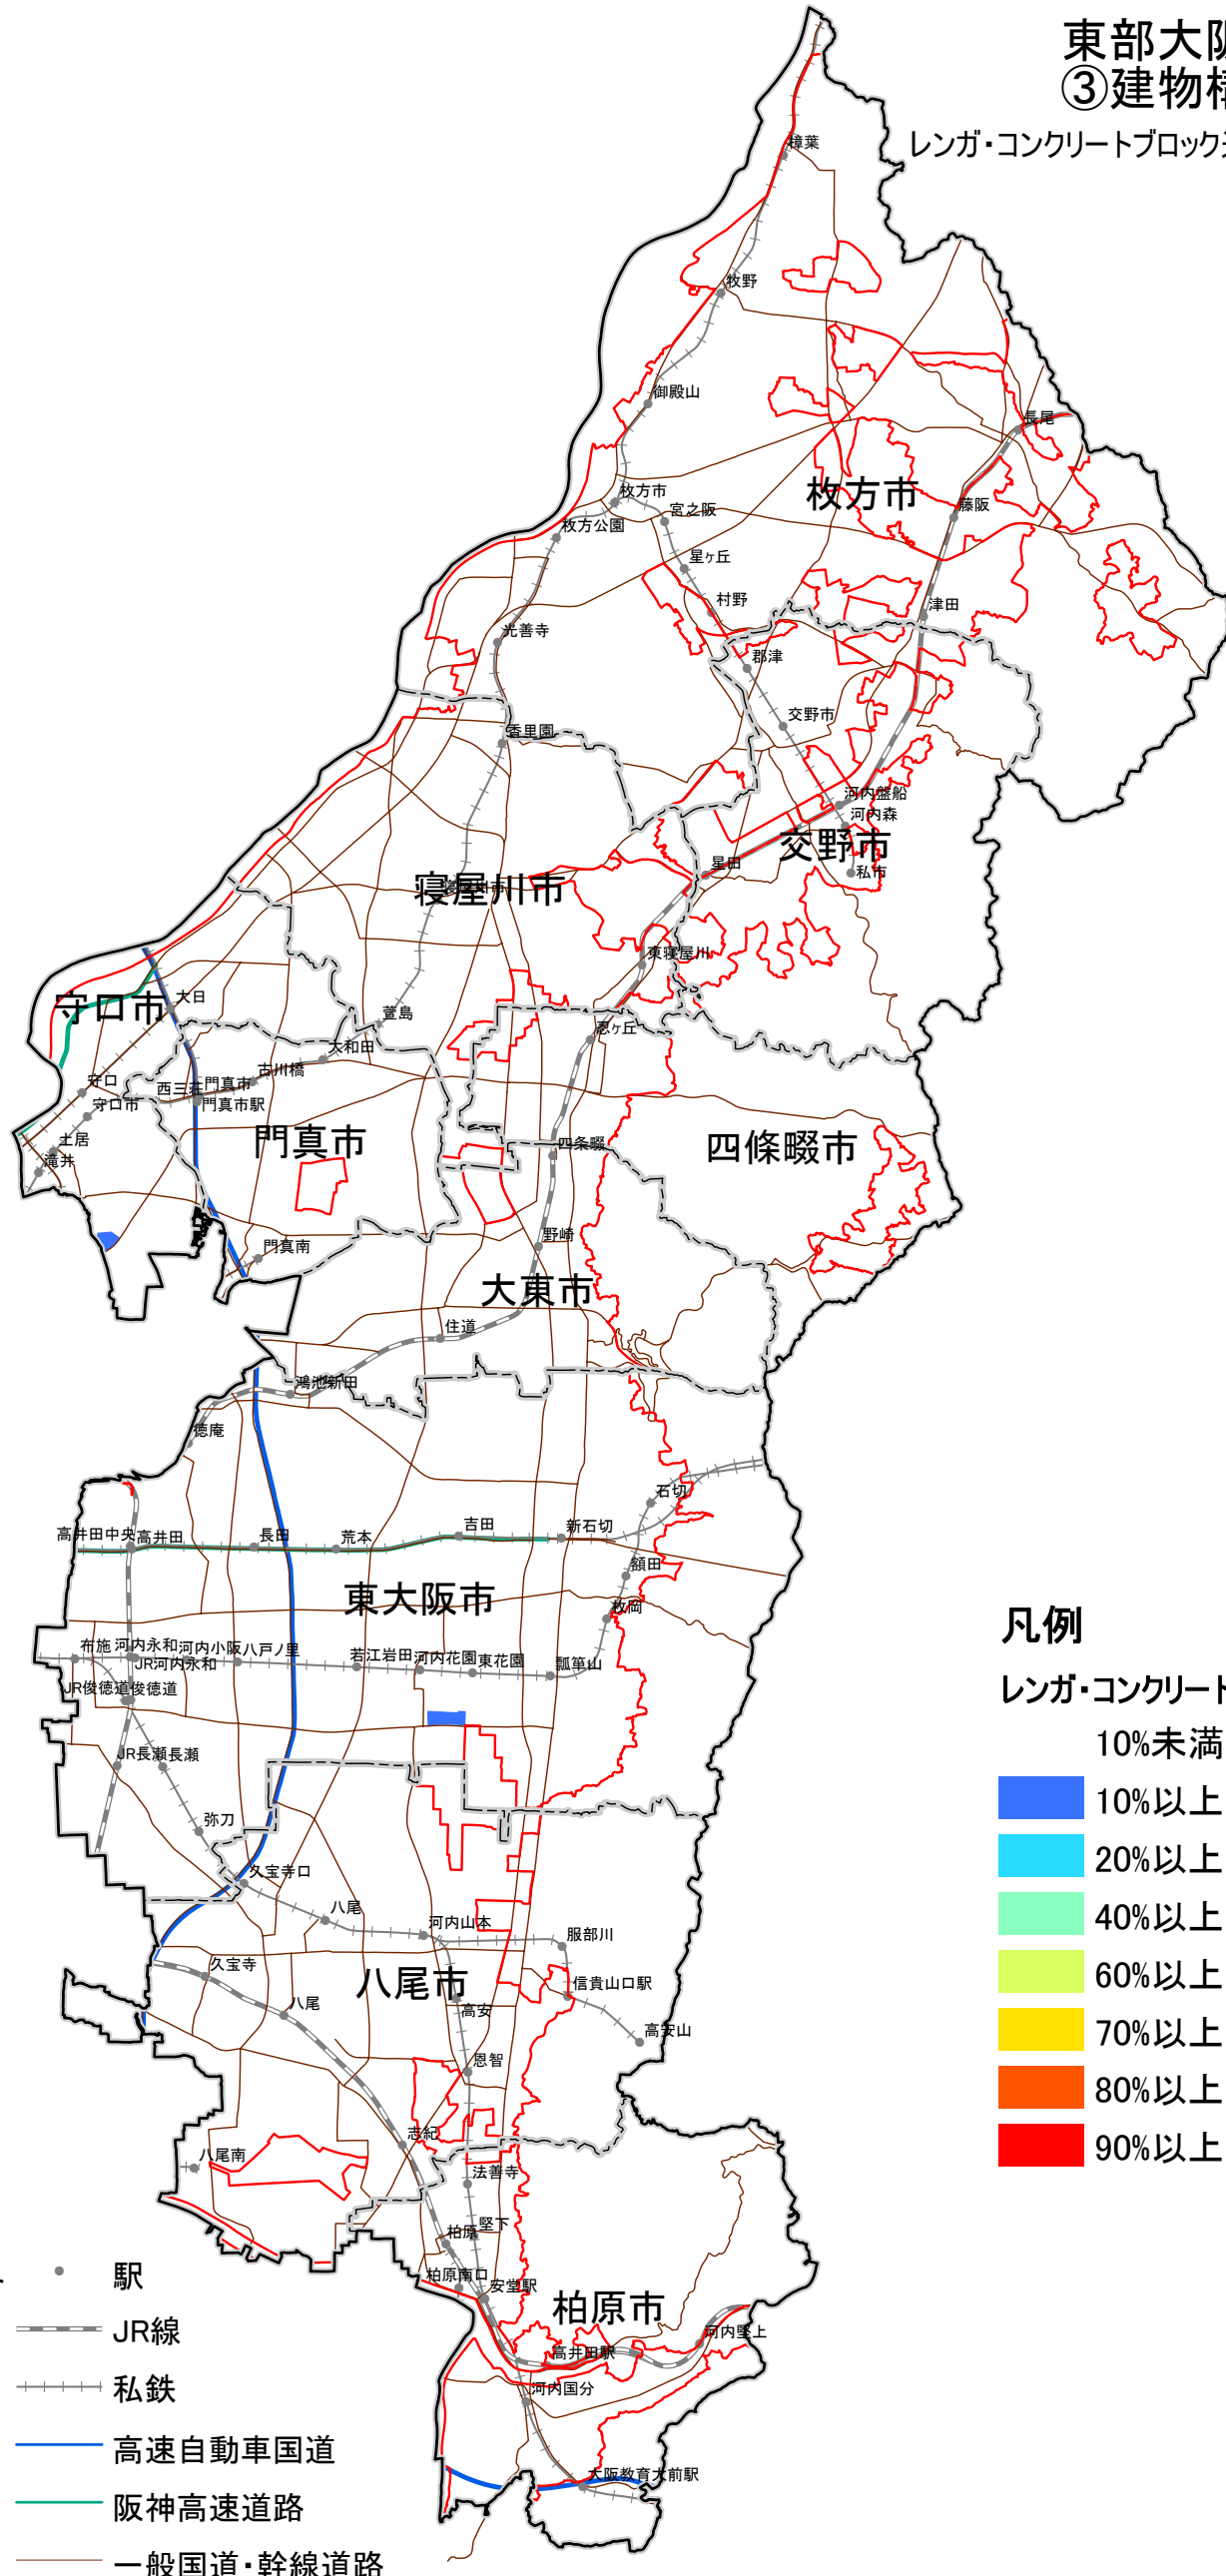 東部大阪
③建物構
レンガ・コンクリートブロック造
樟葉
牧野
御殿山
長尾
枚方市
枚方市
藤阪
宮之阪
枚方公園
星ヶ丘
村野
津田
光善寺
郡津
交野市
香里園
河内盤船
河内森
交野市
星田
私市
寝屋川市
東寝屋川
大日
守口市
萱島
忍ヶ丘
大和田
古川橋
門真市
西三荘
守口
守口市
門真市駅
土居
滝井
門真市
四条畷
四條畷市
野崎
門真南
大東市
住道
鴻池新田
徳庵
石切
高井田中央
高井田
長田
荒本
吉田
新石切
額田
東大阪市
枚岡
布施
河内永和
河内小阪
八戸ノ里
若江岩田
河内花園
東花園
瓢箪山
JR河内永和
JR俊徳道
俊徳道
JR長瀬
長瀬
弥刀
久宝寺口
八尾
河内山本
服部川
久宝寺
八尾市
信貴山口駅
八尾
高安
高安山
恩智
志紀
八尾南
法善寺
堅下
柏原
柏原南口
安堂駅
柏原市
高井田駅
河内堅上
河内国分
大阪教育大前駅
凡例
レンガ・コンクリート
10%未満
10%以上
20%以上
40%以上
60%以上
70%以上
80%以上
90%以上
駅
JR線
私鉄
高速自動車国道
阪神高速道路
一般国道・幹線道路